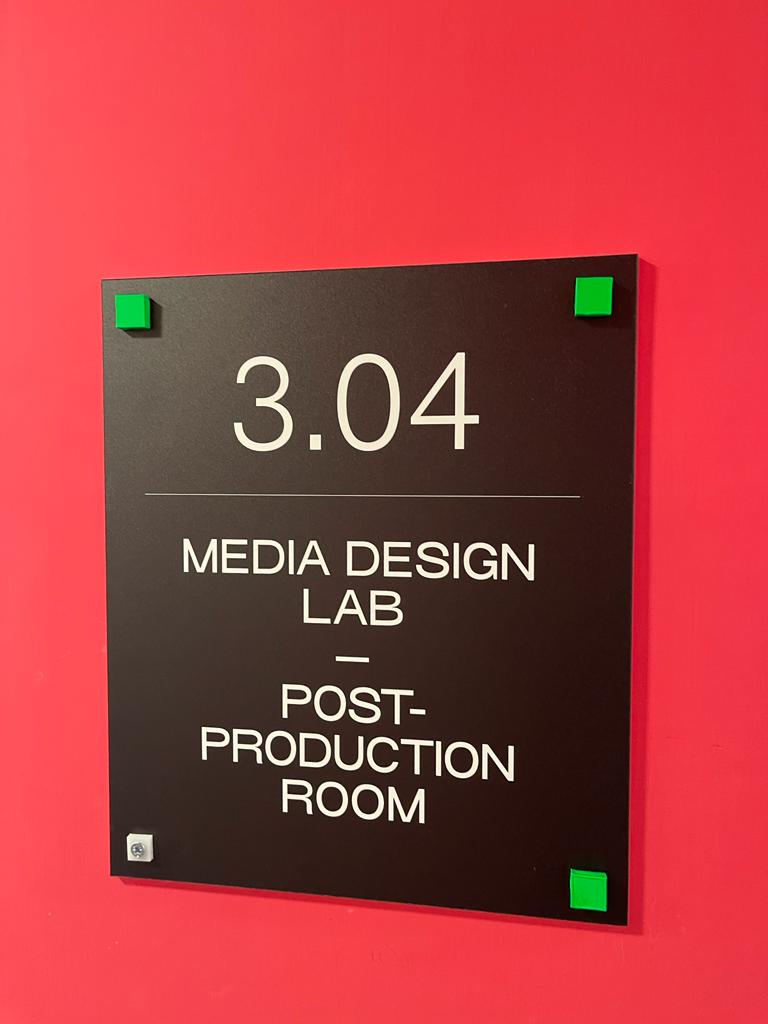 3.04
MEDIA DESIGN
LAB
—
POST-
PRODUCTION
ROOM